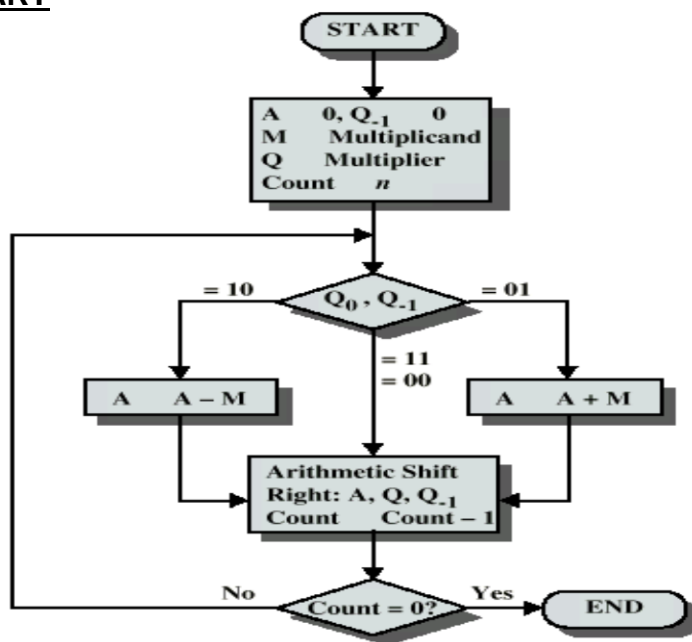 START
A 0, Q-1 0
M Multiplicand
Q Multiplier
Count n
Q0 , Q-1
= 10
= 01
= 11
= 00
A A – M
A A + M
Arithmetic Shift
Right: A, Q, Q-1
Count Count – 1
No
Count = 0?
Yes
END